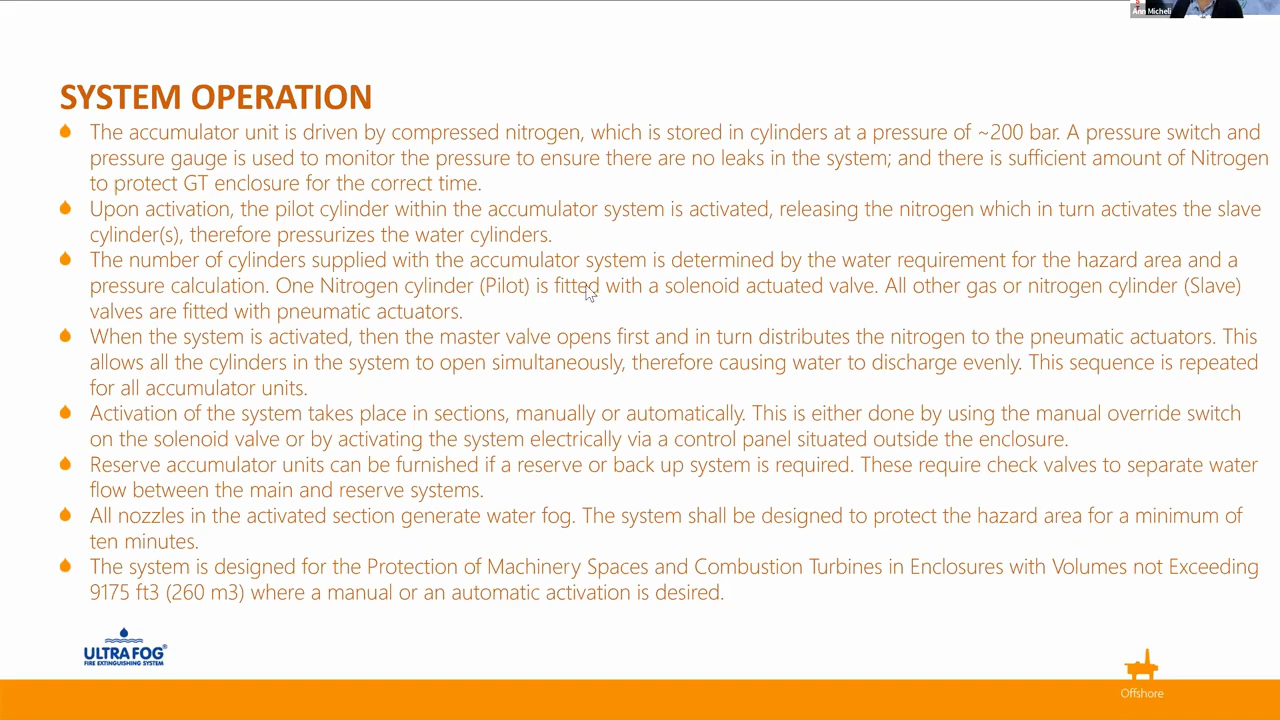 Ann Micheli
SYSTEM OPERATION
The accumulator unit is driven by compressed nitrogen, which is stored in cylinders at a pressure of ~200 bar. A pressure switch and
pressure gauge is used to monitor the pressure to ensure there are no leaks in the system; and there is sufficient amount of Nitrogen
to protect GT enclosure for the correct time.
Upon activation, the pilot cylinder within the accumulator system is activated, releasing the nitrogen which in turn activates the slave
cylinder(s), therefore pressurizes the water cylinders.
The number of cylinders supplied with the accumulator system is determined by the water requirement for the hazard area and a
pressure calculation. One Nitrogen cylinder (Pilot) is fitted with a solenoid actuated valve. All other gas or nitrogen cylinder (Slave)
valves are fitted with pneumatic actuators.
When the system is activated, then the master valve opens first and in turn distributes the nitrogen to the pneumatic actuators. This
allows all the cylinders in the system to open simultaneously, therefore causing water to discharge evenly. This sequence is repeated
for all accumulator units.
Activation of the system takes place in sections, manually or automatically. This is either done by using the manual override switch
on the solenoid valve or by activating the system electrically via a control panel situated outside the enclosure.
Reserve accumulator units can be furnished if a reserve or back up system is required. These require check valves to separate water
flow between the main and reserve systems.
All nozzles in the activated section generate water fog. The system shall be designed to protect the hazard area for a minimum of
ten minutes.
The system is designed for the Protection of Machinery Spaces and Combustion Turbines in Enclosures with Volumes not Exceeding
9175 ft3 (260 m3) where a manual or an automatic activation is desired.
ULTRA FOG®
FIRE EXTINGUISHING SYSTEM
Offshore